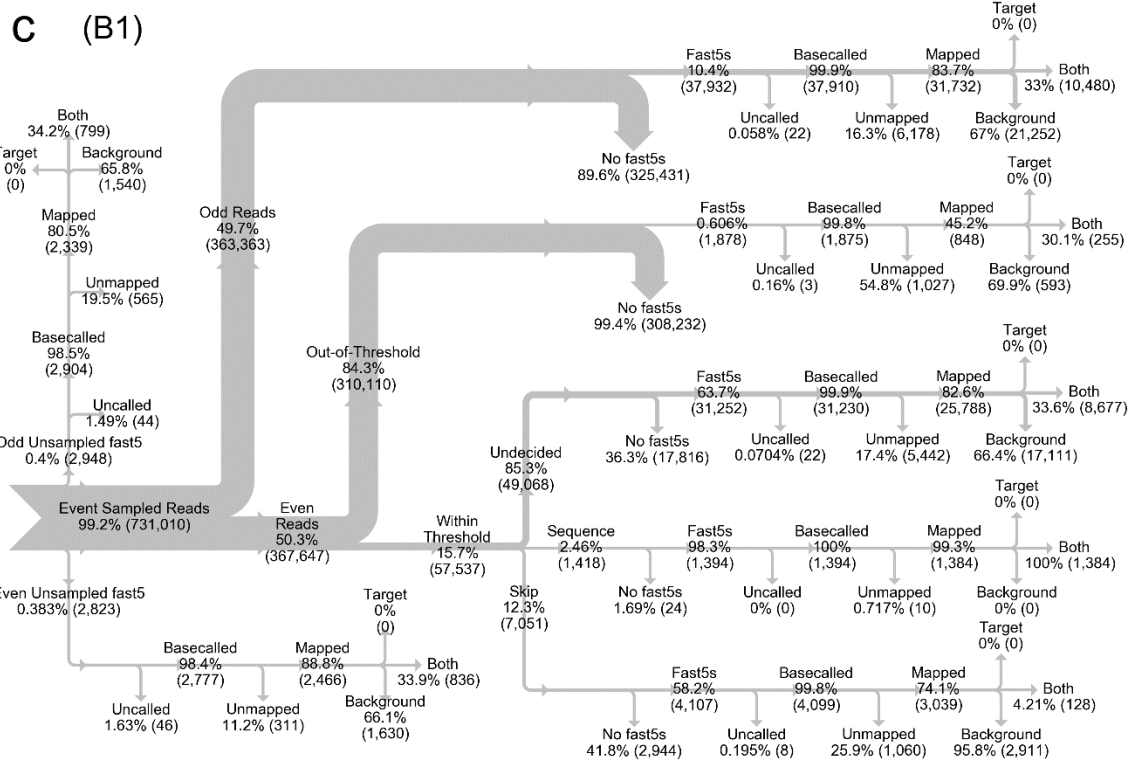 C (B1)
Target
0% (0)
Fast5s
10.4%
(37,932)
Basecalled
99.9%
(37,910)
Mapped
83.7%
(31,732)
Both
33% (10,480)
Uncalled
0.058% (22)
Unmapped
16.3% (6,178)
Background
67% (21,252)
No fast5s
89.6% (325,431)
Both
34.2% (799)
Target
0%
(0)
Background
65.8%
(1,540)
Mapped
80.5%
(2,339)
Unmapped
19.5% (565)
Basecalled
98.5%
(2,904)
Uncalled
1.49% (44)
Odd Unsampled fast5
0.4% (2,948)
Odd Reads
49.7%
(363,363)
Target
0% (0)
Fast5s
0.606%
(1,878)
Basecalled
99.8%
(1,875)
Mapped
45.2%
(848)
Both
30.1% (255)
Uncalled
0.16% (3)
Unmapped
54.8% (1,027)
Background
69.9% (593)
No fast5s
99.4% (308,232)
Out-of-Threshold
84.3%
(310,110)
Target
0% (0)
Fast5s
63.7%
(31,252)
Basecalled
99.9%
(31,230)
Mapped
82.6%
(25,788)
Both
33.6% (8,677)
No fast5s
36.3% (17,816)
Uncalled
0.0704% (22)
Unmapped
17.4% (5,442)
Background
66.4% (17,111)
Undecided
85.3%
(49,068)
Event Sampled Reads
99.2% (731,010)
Even
Reads
50.3%
(367,647)
Within
Threshold
15.7%
(57,537)
Target
0% (0)
Sequence
2.46%
(1,418)
Fast5s
98.3%
(1,394)
Basecalled
100%
(1,394)
Mapped
99.3%
(1,384)
Both
100% (1,384)
No fast5s
1.69% (24)
Uncalled
0% (0)
Unmapped
0.717% (10)
Background
0% (0)
Skip
12.3%
(7,051)
Even Unsampled fast5
0.383% (2,823)
Target
0%
(0)
Basecalled
98.4%
(2,777)
Mapped
88.8%
(2,466)
Both
33.9% (836)
Uncalled
1.63% (46)
Unmapped
11.2% (311)
Background
66.1%
(1,630)
Target
0% (0)
Fast5s
58.2%
(4,107)
Basecalled
99.8%
(4,099)
Mapped
74.1%
(3,039)
Both
4.21% (128)
No fast5s
41.8% (2,944)
Uncalled
0.195% (8)
Unmapped
25.9% (1,060)
Background
95.8% (2,911)